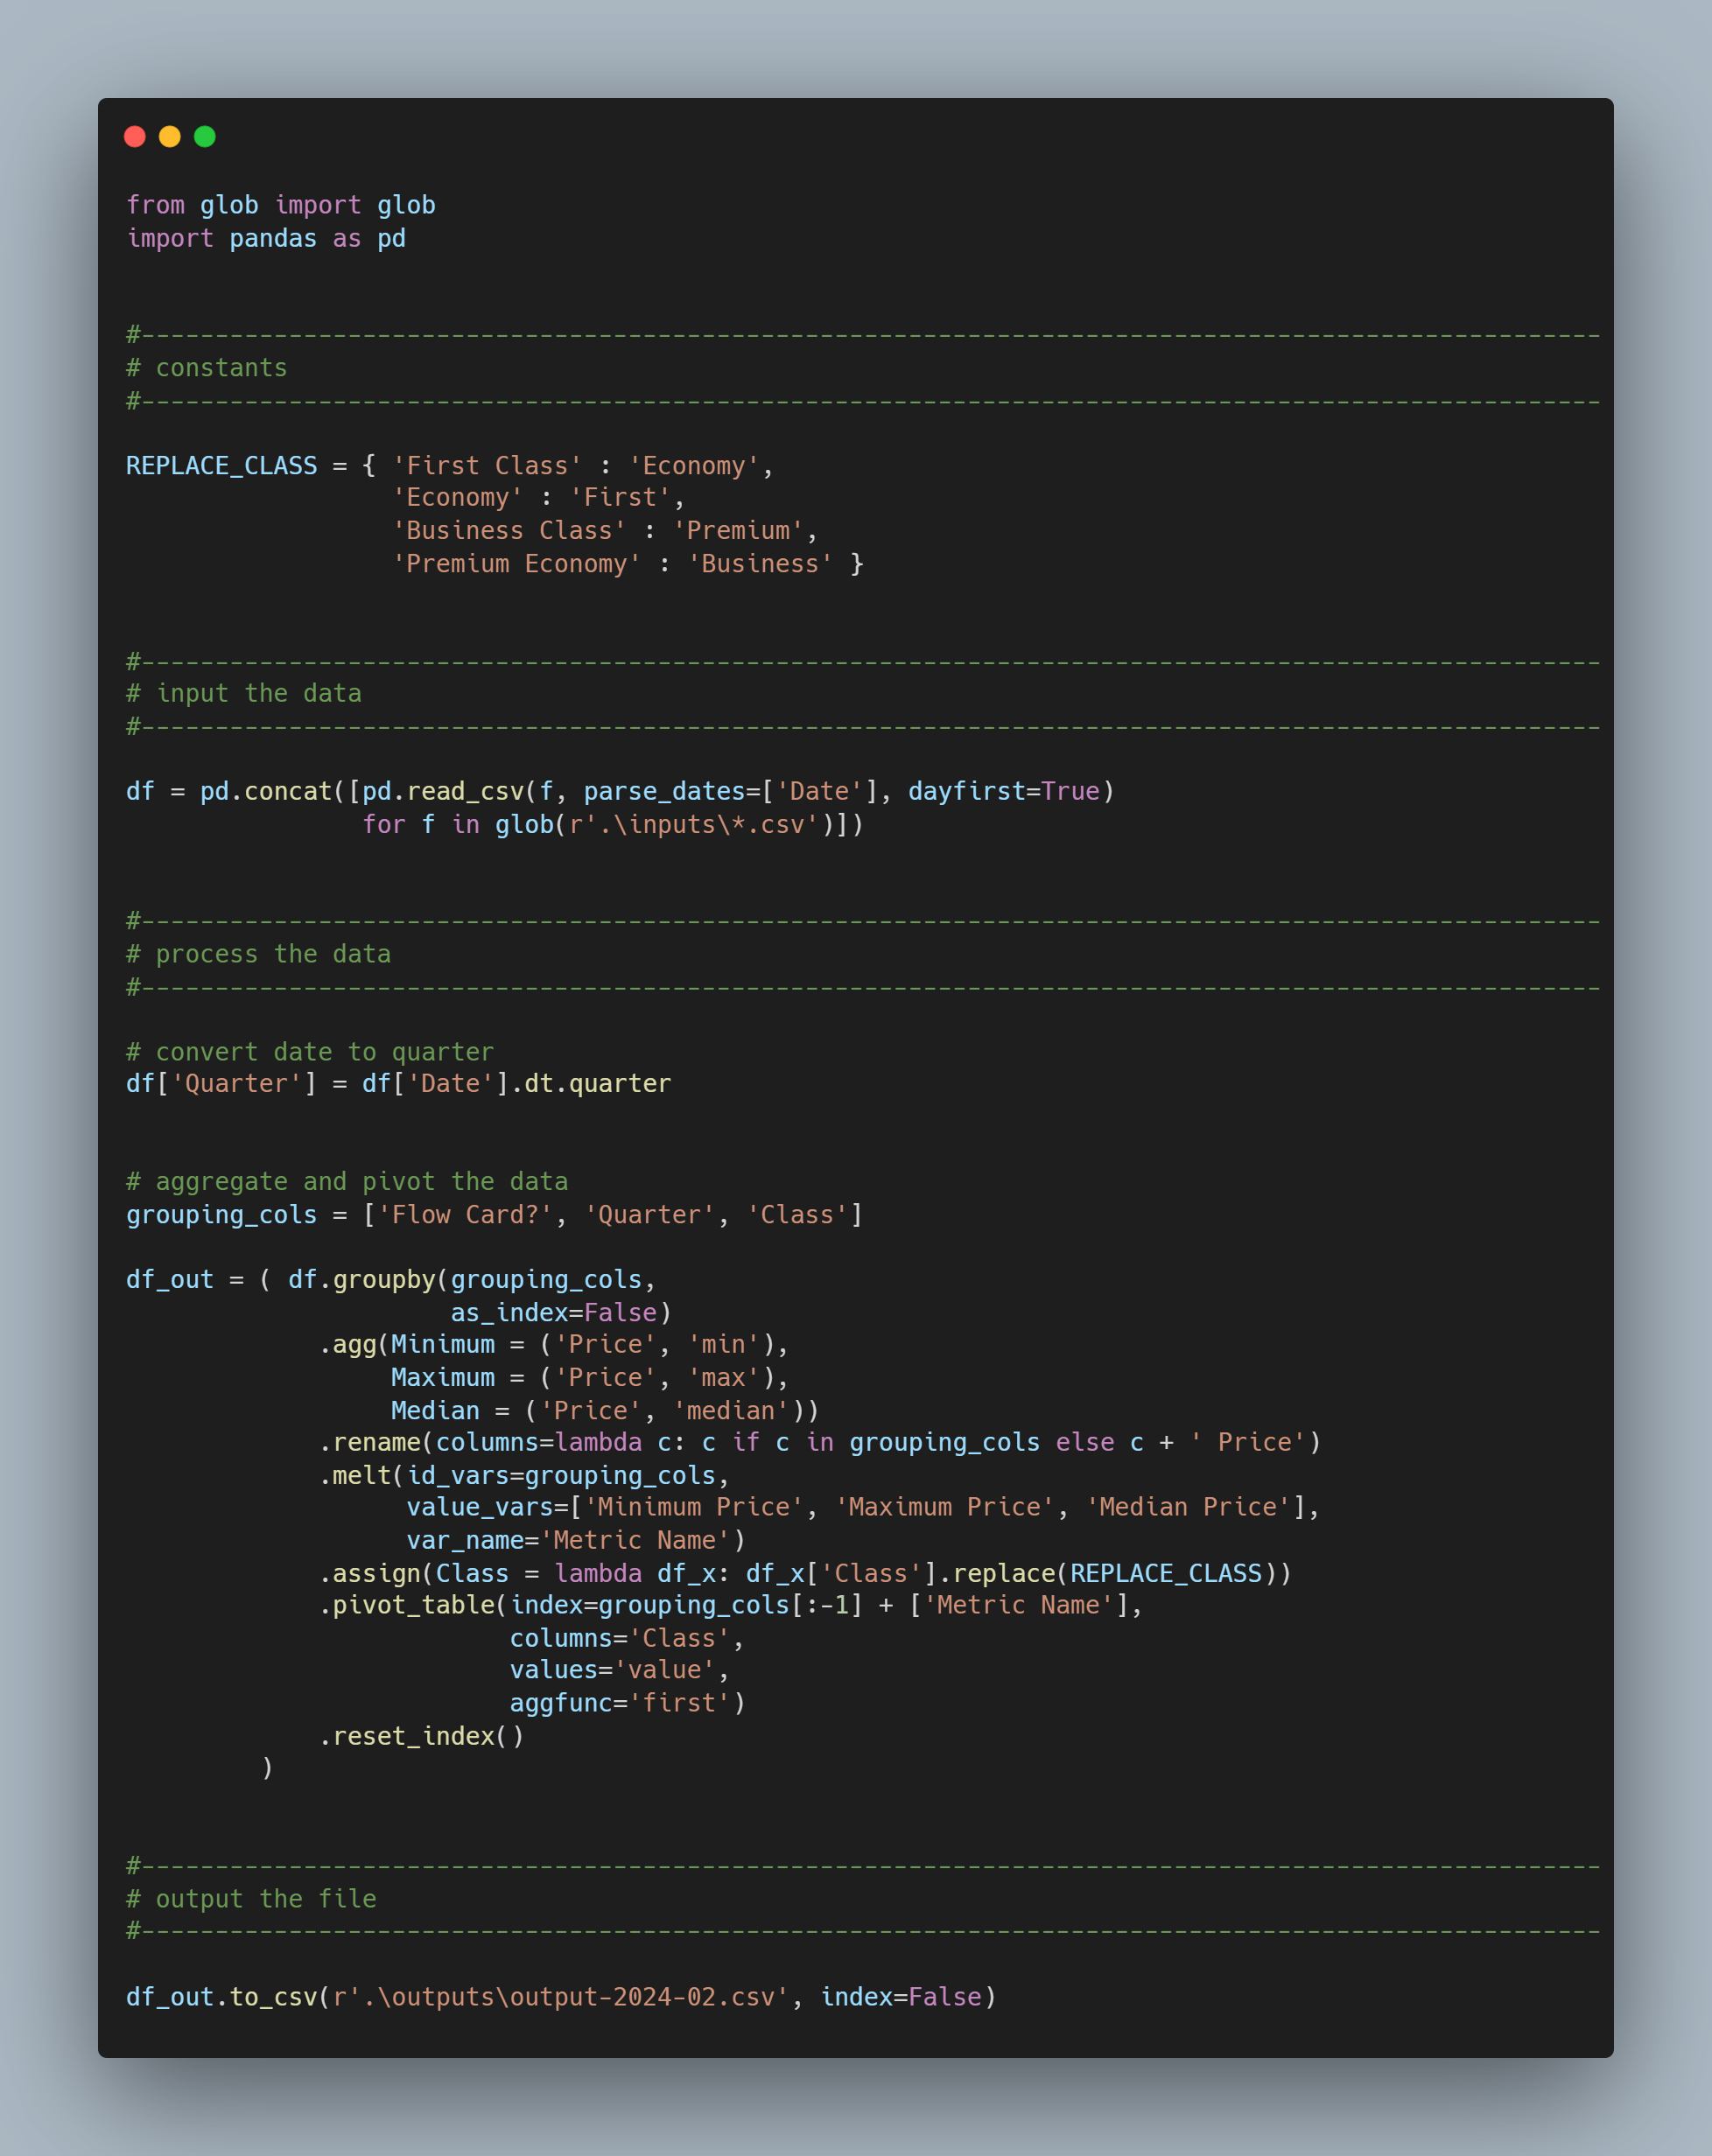 from glob import glob
import pandas as pd
#---------------------------------------------------------------------------------------------------
# constants
#---------------------------------------------------------------------------------------------------
REPLACE_CLASS = { 'First Class' : 'Economy',
                  'Economy' : 'First',
                  'Business Class' : 'Premium',
                  'Premium Economy' : 'Business' }
#---------------------------------------------------------------------------------------------------
# input the data
#---------------------------------------------------------------------------------------------------
df = pd.concat([pd.read_csv(f, parse_dates=['Date'], dayfirst=True)
                for f in glob(r'.\inputs\*.csv')])
#---------------------------------------------------------------------------------------------------
# process the data
#---------------------------------------------------------------------------------------------------
# convert date to quarter
df['Quarter'] = df['Date'].dt.quarter
# aggregate and pivot the data
grouping_cols = ['Flow Card?', 'Quarter', 'Class']
df_out = ( df.groupby(grouping_cols,
                      as_index=False)
             .agg(Minimum = ('Price', 'min'),
                  Maximum = ('Price', 'max'),
                  Median = ('Price', 'median'))
             .rename(columns=lambda c: c if c in grouping_cols else c + ' Price')
             .melt(id_vars=grouping_cols,
                   value_vars=['Minimum Price', 'Maximum Price', 'Median Price'],
                   var_name='Metric Name')
             .assign(Class = lambda df_x: df_x['Class'].replace(REPLACE_CLASS))
             .pivot_table(index=grouping_cols[:-1] + ['Metric Name'],
                          columns='Class',
                          values='value',
                          aggfunc='first')
             .reset_index()
         )
#---------------------------------------------------------------------------------------------------
# output the file
#---------------------------------------------------------------------------------------------------
df_out.to_csv(r'.\outputs\output-2024-02.csv', index=False)